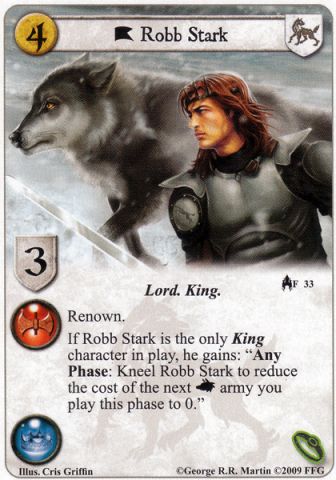 4
Robb Stark
3
Lord. King.
F 33
Renown.
If Robb Stark is the only King
character in play, he gains: “Any
Phase: Kneel Robb Stark to reduce
the cost of the next army you
play this phase to 0.”
Illus. Cris Griffin
©George R.R. Martin ©2009 FFG